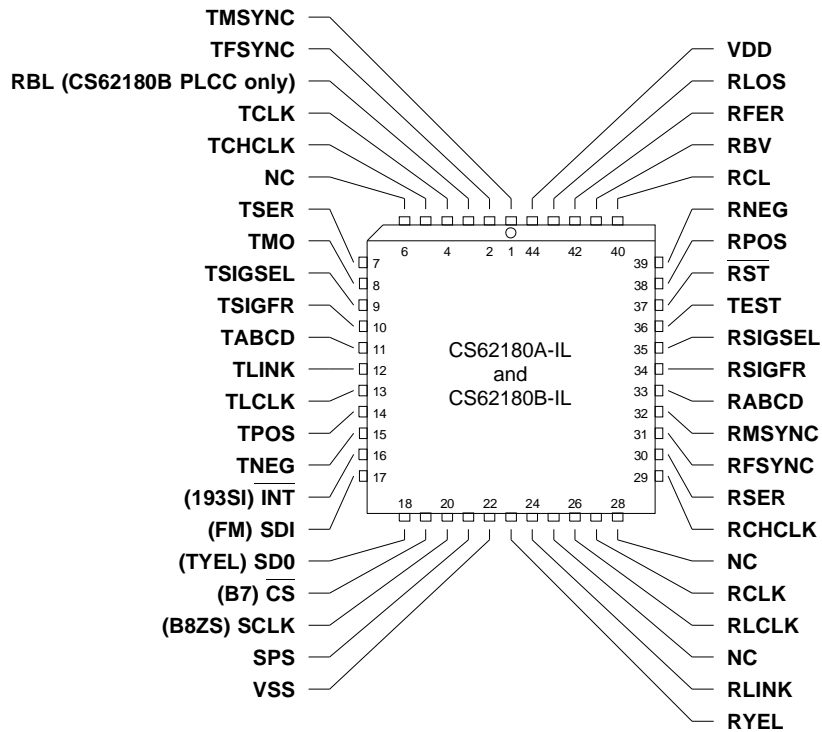 TMSYNC
TFSYNC
RBL (CS62180B PLCC only)
TCLK
TCHCLK
NC
TSER
TMO
TSIGSEL
TSIGFR
TABCD
TLINK
TLCLK
TPOS
TNEG
(193SI) INT
(FM) SDI
(TYEL) SD0
(B7) CS
(B8ZS) SCLK
SPS
VSS
VDD
RLOS
RFER
RBV
RCL
RNEG
RPOS
RST
TEST
RSIGSEL
RSIGFR
RABCD
RMSYNC
RFSYNC
RSER
RCHCLK
NC
RCLK
RLCLK
NC
RLINK
RYEL
6 4 2 1 44 42 40
7
8
9
10
11
12
13
14
15
16
17
39
38
37
36
35
34
33
32
31
30
29
CS62180A-IL
and
CS62180B-IL
18 20 22 24 26 28